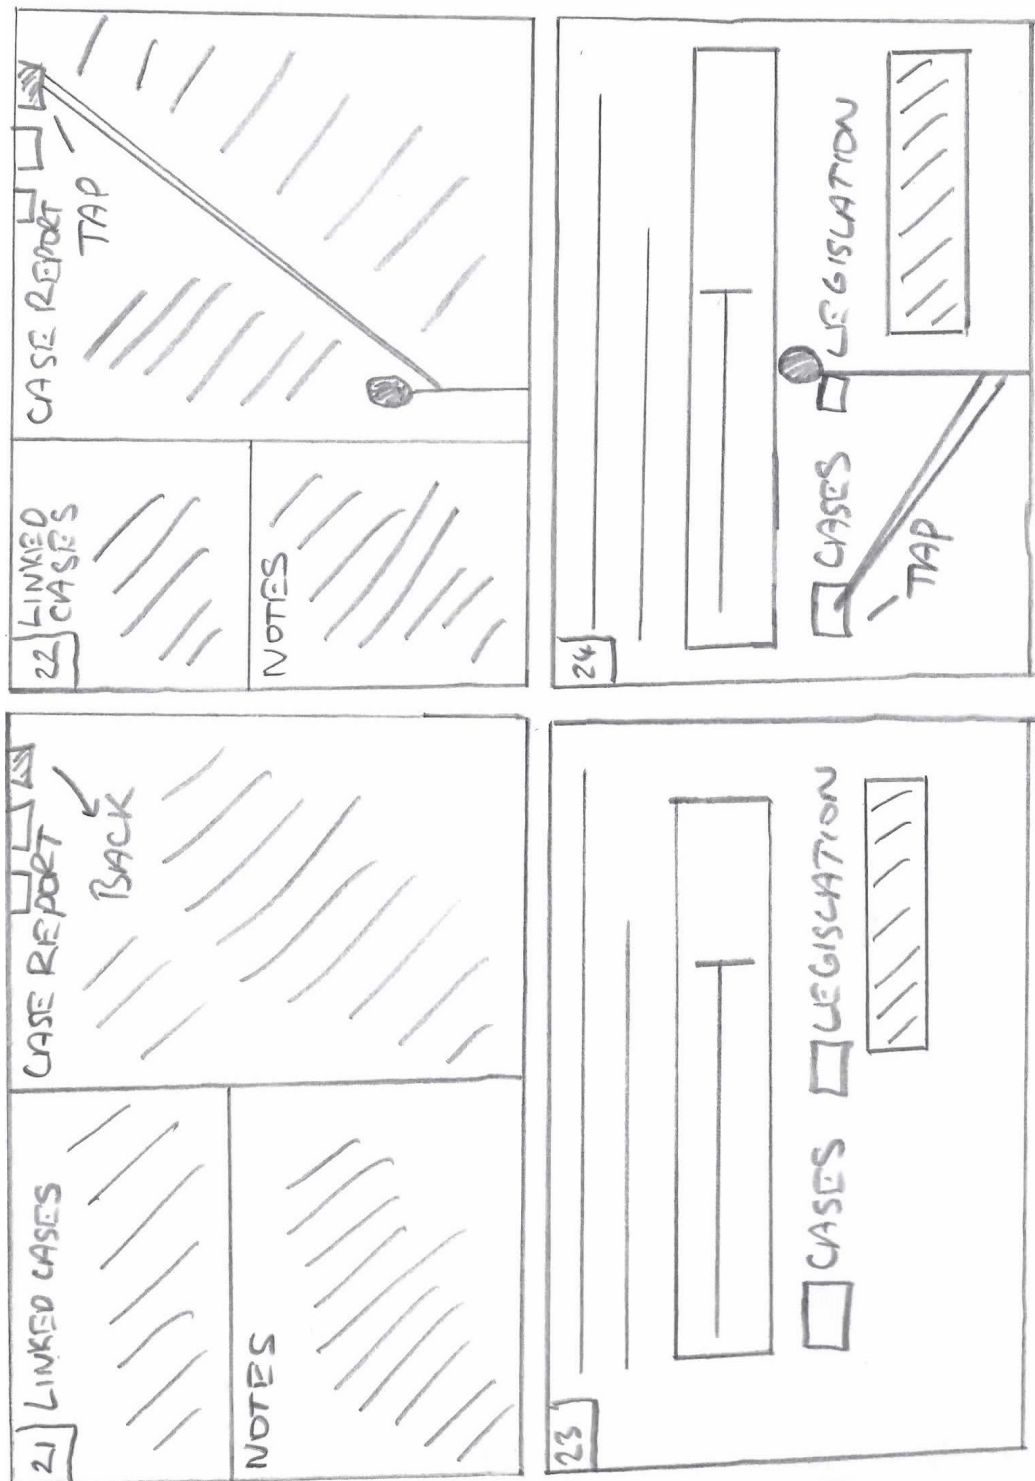 21
LINKED CASES
CASE REPORT
BACK
NOTES
22
LINKED
CASES
CASE REPORT
TAP
NOTES
23
CASES
LEGISLATION
24
CASES
LEGISLATION
TAP